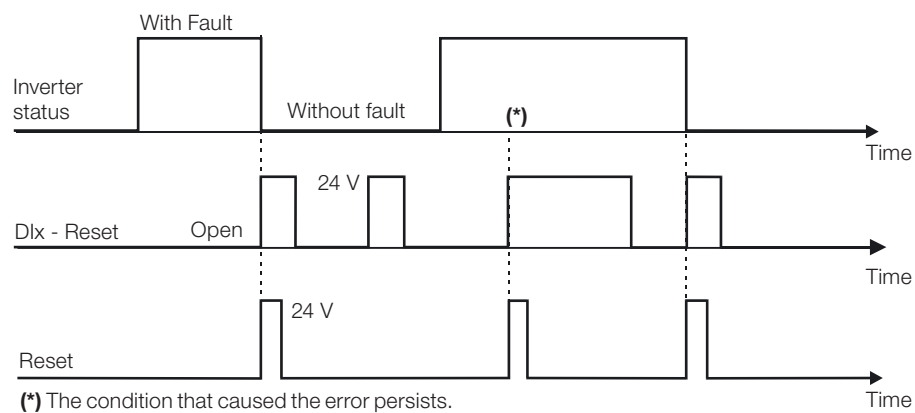 With Fault
Inverter
status
Without fault
(*)
Time
24 V
DIx - Reset
Open
Time
24 V
Reset
Time
(*) The condition that caused the error persists.